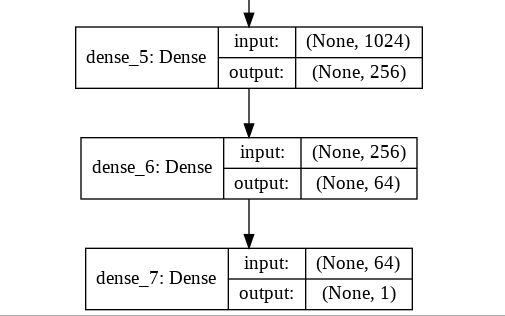 dense_5: Dense input: (None, 1024)
output: (None, 256)
dense_6: Dense input: (None, 256)
output: (None, 64)
dense_7: Dense input: (None, 64)
output: (None, 1)